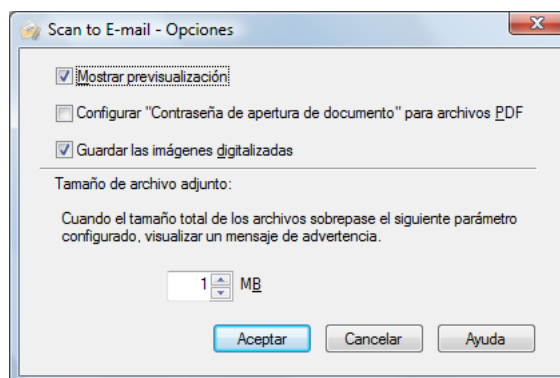 Scan to E-mail - Opciones
Mostrar previsualización
Configurar "Contraseña de apertura de documento" para archivos PDF
Guardar las imágenes digitalizadas
Tamaño de archivo adjunto:
Cuando el tamaño total de los archivos sobrepase el siguiente parámetro
configurado, visualizar un mensaje de advertencia.
1 MB
Aceptar Cancelar Ayuda